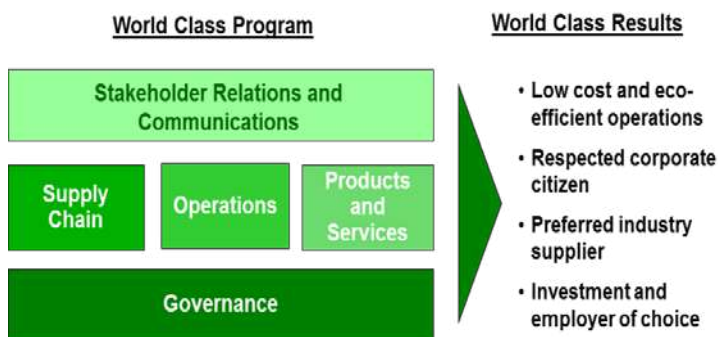 World Class Program
Stakeholder Relations and
Communications
Supply
Chain
Operations
Products
and
Services
Governance
World Class Results
• Low cost and eco-
efficient operations
• Respected corporate
citizen
• Preferred industry
supplier
• Investment and
employer of choice